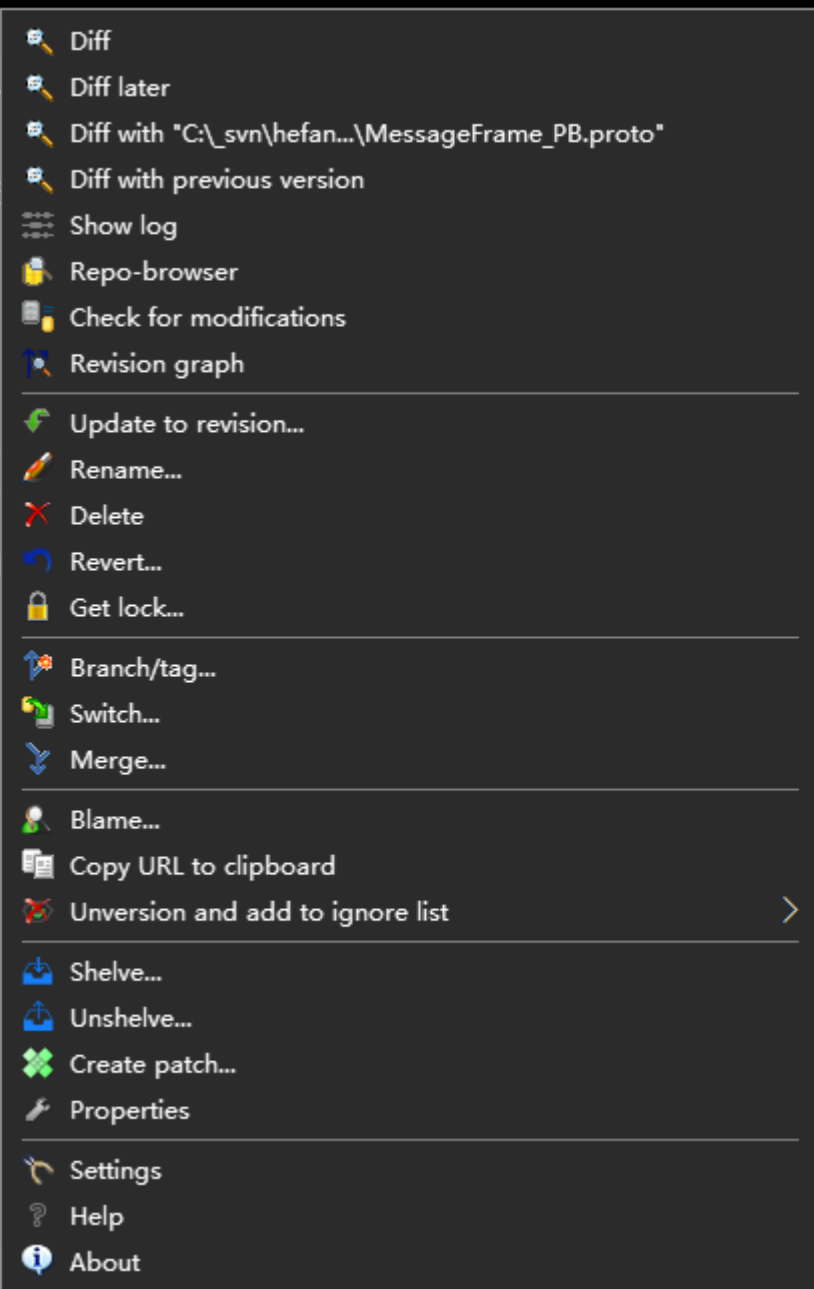 Diff
Diff later
Diff with "C:\_svn\hefan...\MessageFrame_PB.proto"
Diff with previous version
Show log
Repo-browser
Check for modifications
Revision graph
Update to revision...
Rename...
Delete
Revert...
Get lock...
Branch/tag...
Switch...
Merge...
Blame...
Copy URL to clipboard
Unversion and add to ignore list
Shelve...
Unshelve...
Create patch...
Properties
Settings
Help
About